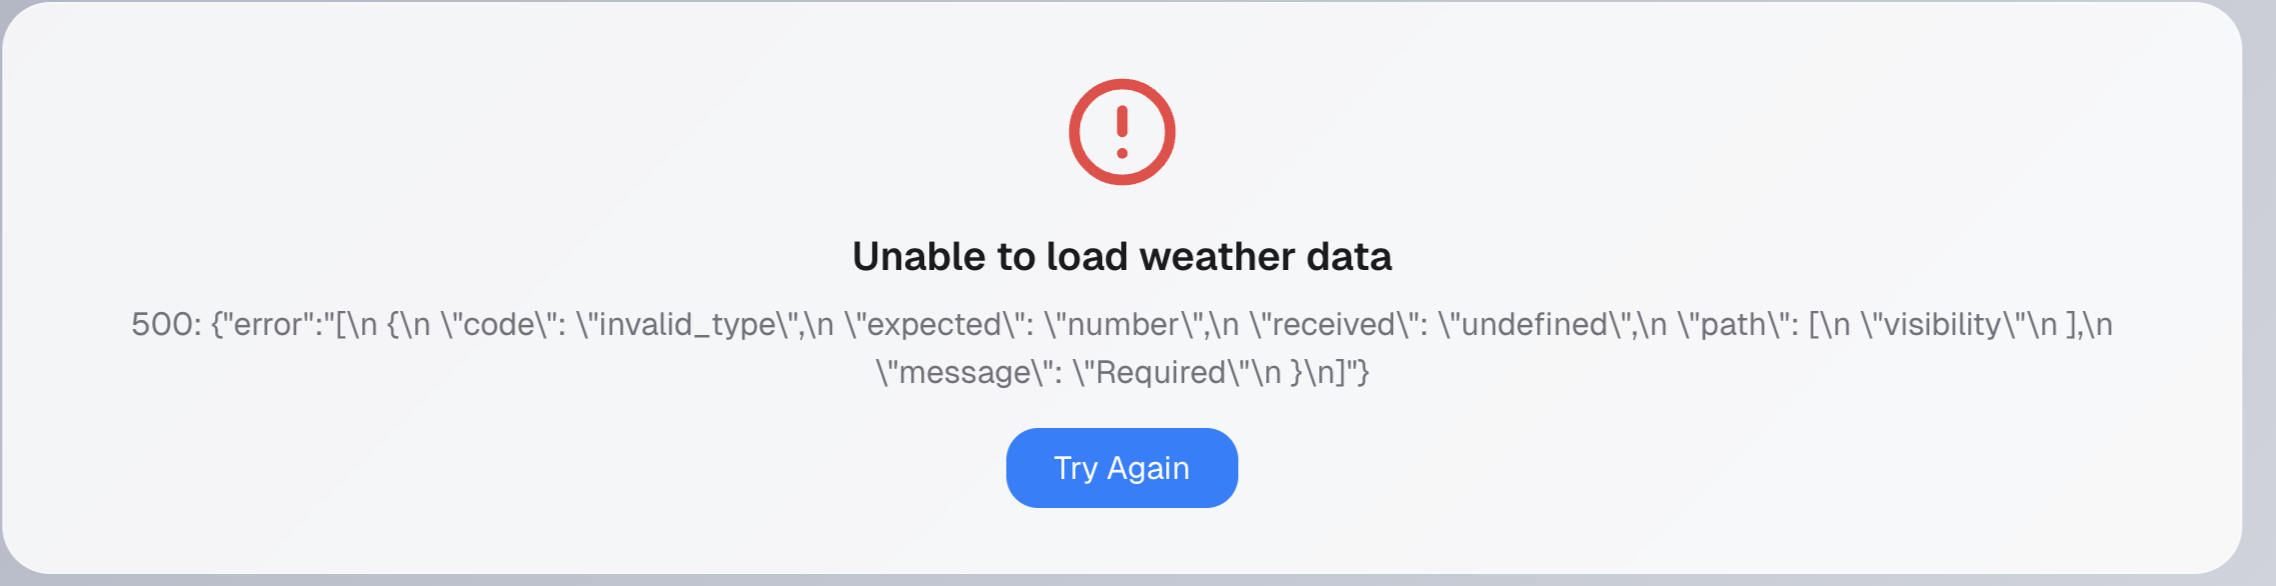 Unable to load weather data
500: {"error":"[\n {\n \"code\": \"invalid_type\",\n \"expected\": \"number\",\n \"received\": \"undefined\",\n \"path\": [\n \"visibility\"\n ],\n
\"message\": \"Required\"\n }\n]"}
Try Again